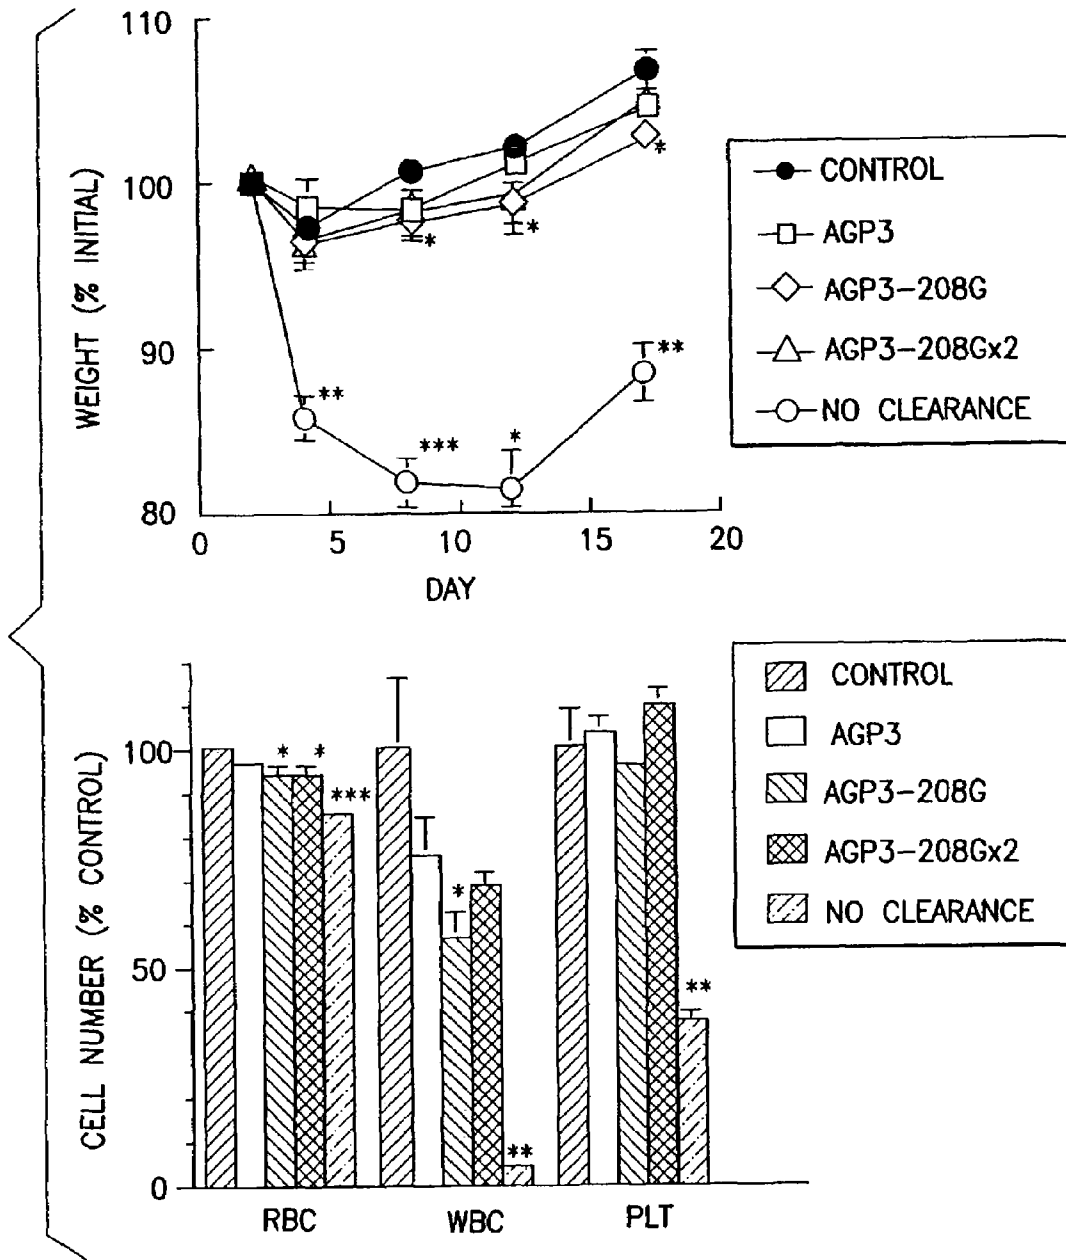 110
100
90
80
WEIGHT (% INITIAL)
*
*
*
**
***
*
**
0
5
10
15
20
DAY
CONTROL
AGP3
AGP3-208G
AGP3-208Gx2
NO CLEARANCE
100
50
0
CELL NUMBER (% CONTROL)
*
*
***
*
**
**
RBC
WBC
PLT
CONTROL
AGP3
AGP3-208G
AGP3-208Gx2
NO CLEARANCE